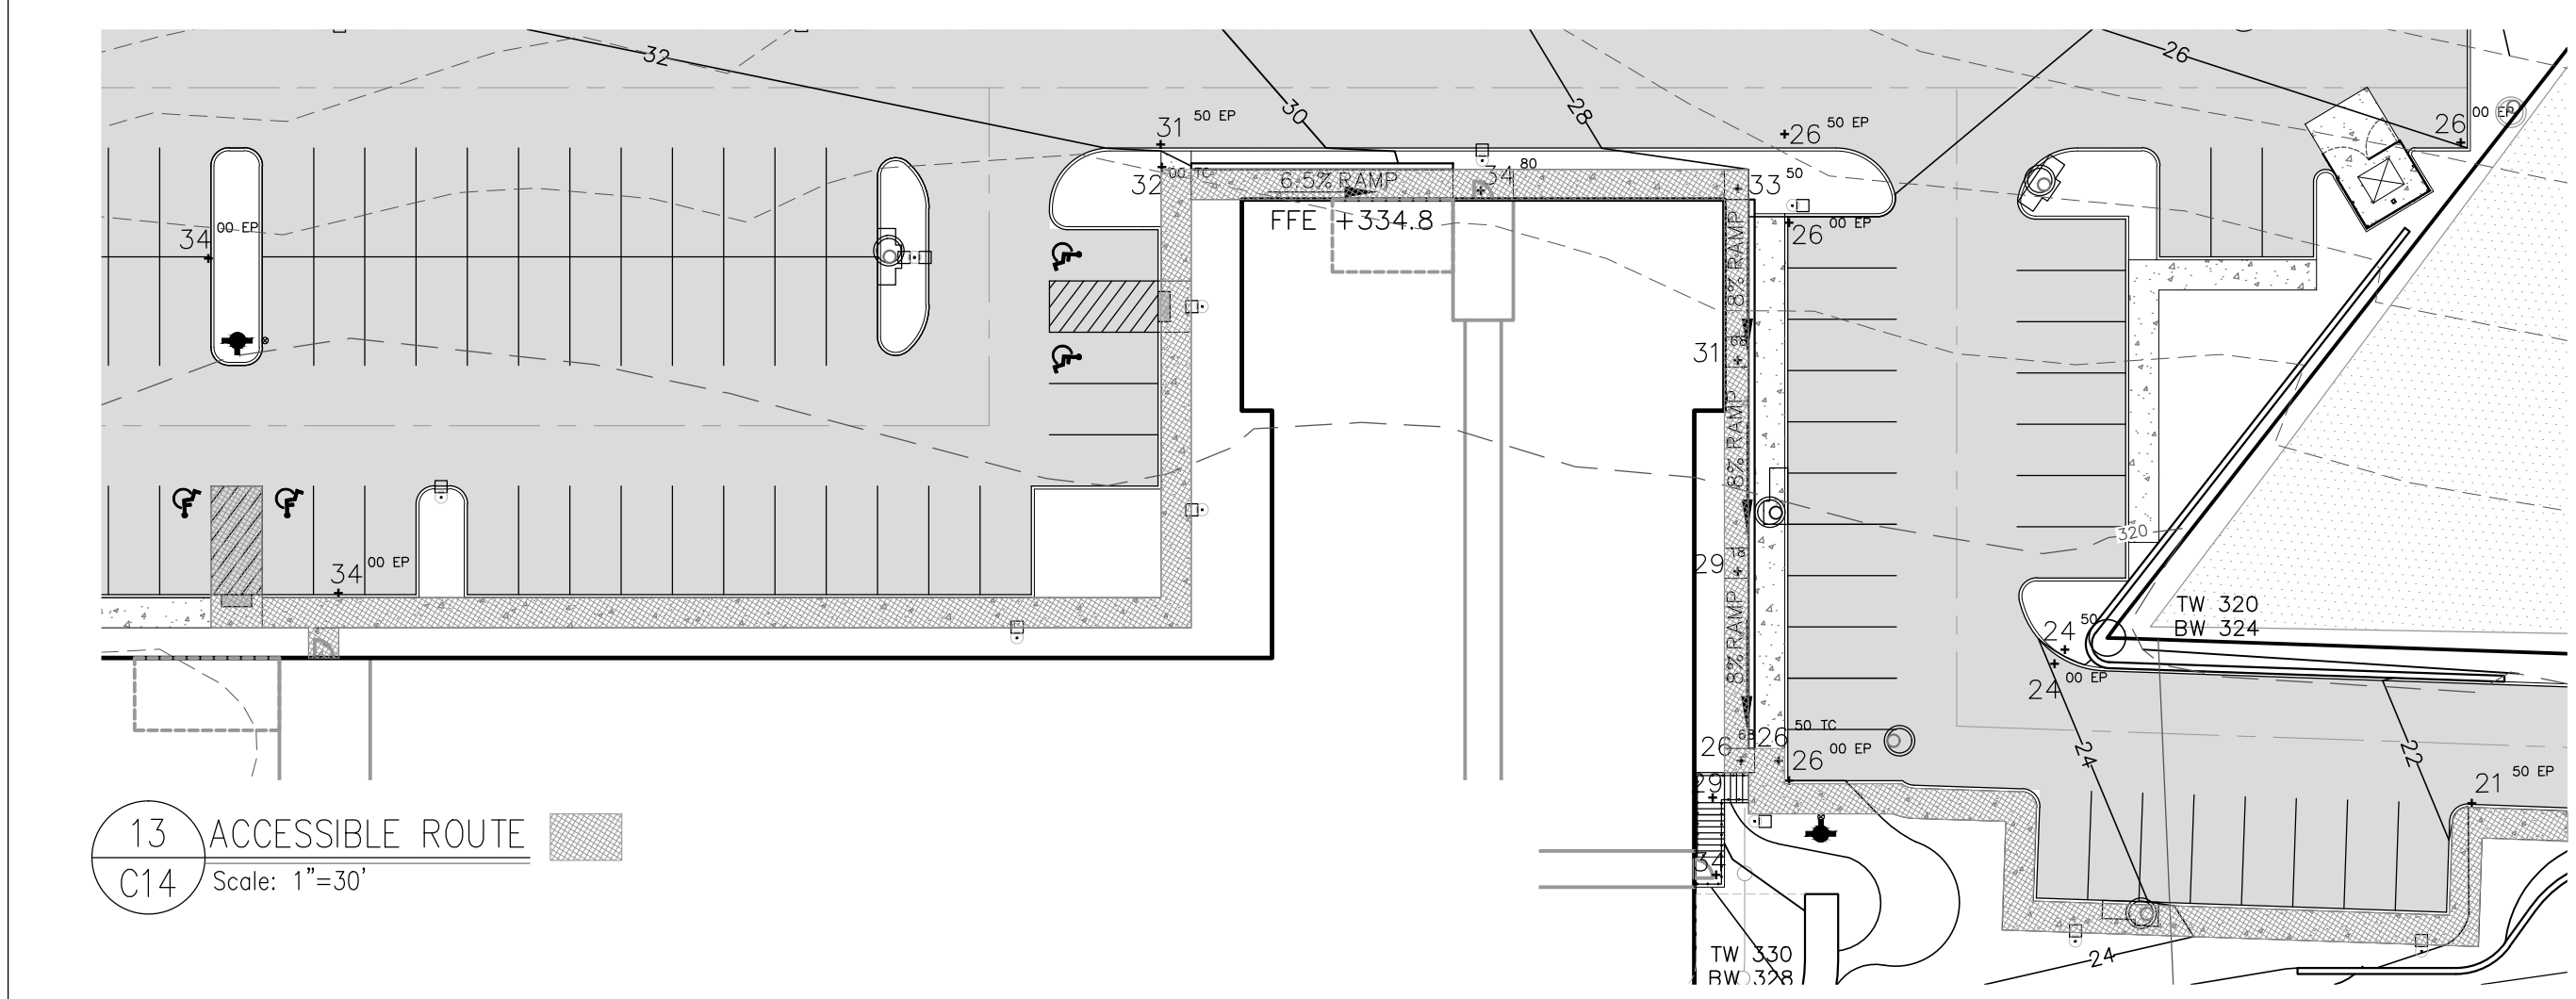 32
30
28
26
31 50 EP
26 50 EP
26 00 EP
32 00 TC
6.5% RAMP
34 80
33 50
34 00 EP
FFE +334.8
26 00 EP
8% RAMP
31 68
8% RAMP
320
29 18
34 00 EP
8% RAMP
TW 320
BW 324
24 50
24 00 EP
26 68
26 50 TC
26 00 EP
24
22
29
21 50 EP
13
ACCESSIBLE ROUTE
C14
Scale: 1"=30'
34
TW 330
BW 328
24